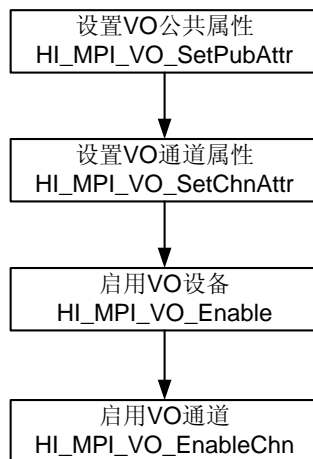 设置VO公共属性
HI_MPI_VO_SetPubAttr
设置VO通道属性
HI_MPI_VO_SetChnAttr
启用VO设备
HI_MPI_VO_Enable
启用VO通道
HI_MPI_VO_EnableChn